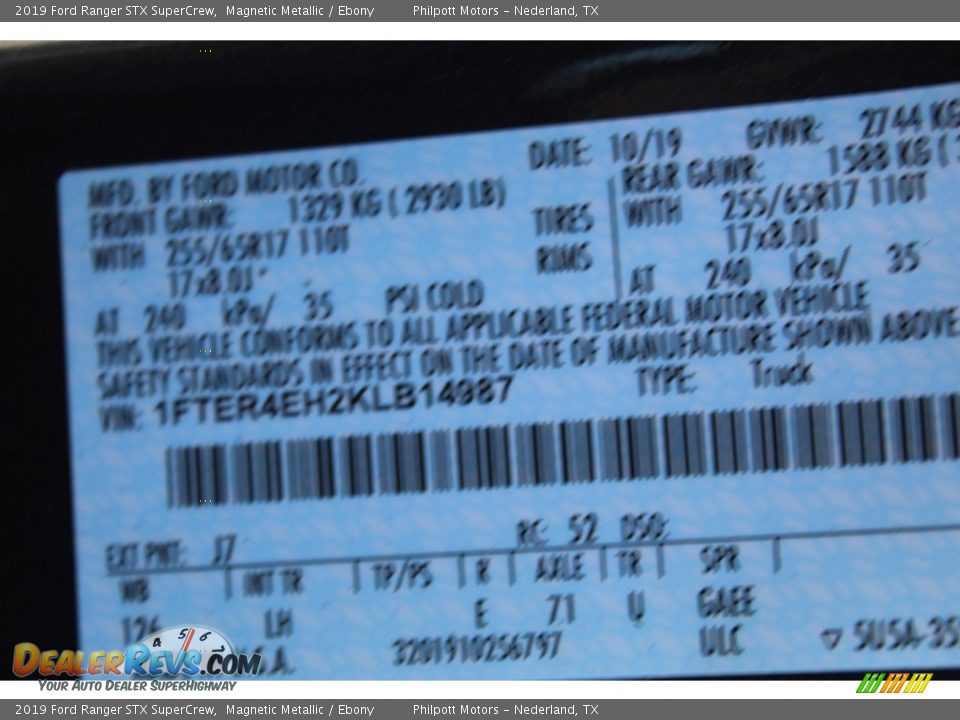 2019 Ford Ranger STX SuperCrew, Magnetic Metallic / Ebony Philpott Motors - Nederland, TX
MFD. BY FORD MOTOR CO. DATE: 10/19 GVWR: 2744 KG
FRONT GAWR: 1329 KG ( 2930 LB) REAR GAWR: 1588 KG (
WITH 255/65R17 110T TIRES WITH 255/65R17 110T
17x8.0J RIMS 17x8.0J
AT 240 kPa/ 35 PSI COLD AT 240 kPa/ 35
THIS VEHICLE CONFORMS TO ALL APPLICABLE FEDERAL MOTOR VEHICLE
SAFETY STANDARDS IN EFFECT ON THE DATE OF MANUFACTURE SHOWN ABOVE
VIN: 1FTER4EH2KLB14987 TYPE: Truck
EXT PNT: J7 RC: 52 DSO:
WB INT TR TP/PS R AXLE TR SPR
126 LH E 71 U GAEE
3201910256797 ULC ▽ 5U5A-35
DEALERREVS.COM
YOUR AUTO DEALER SUPERHIGHWAY
2019 Ford Ranger STX SuperCrew, Magnetic Metallic / Ebony Philpott Motors - Nederland, TX